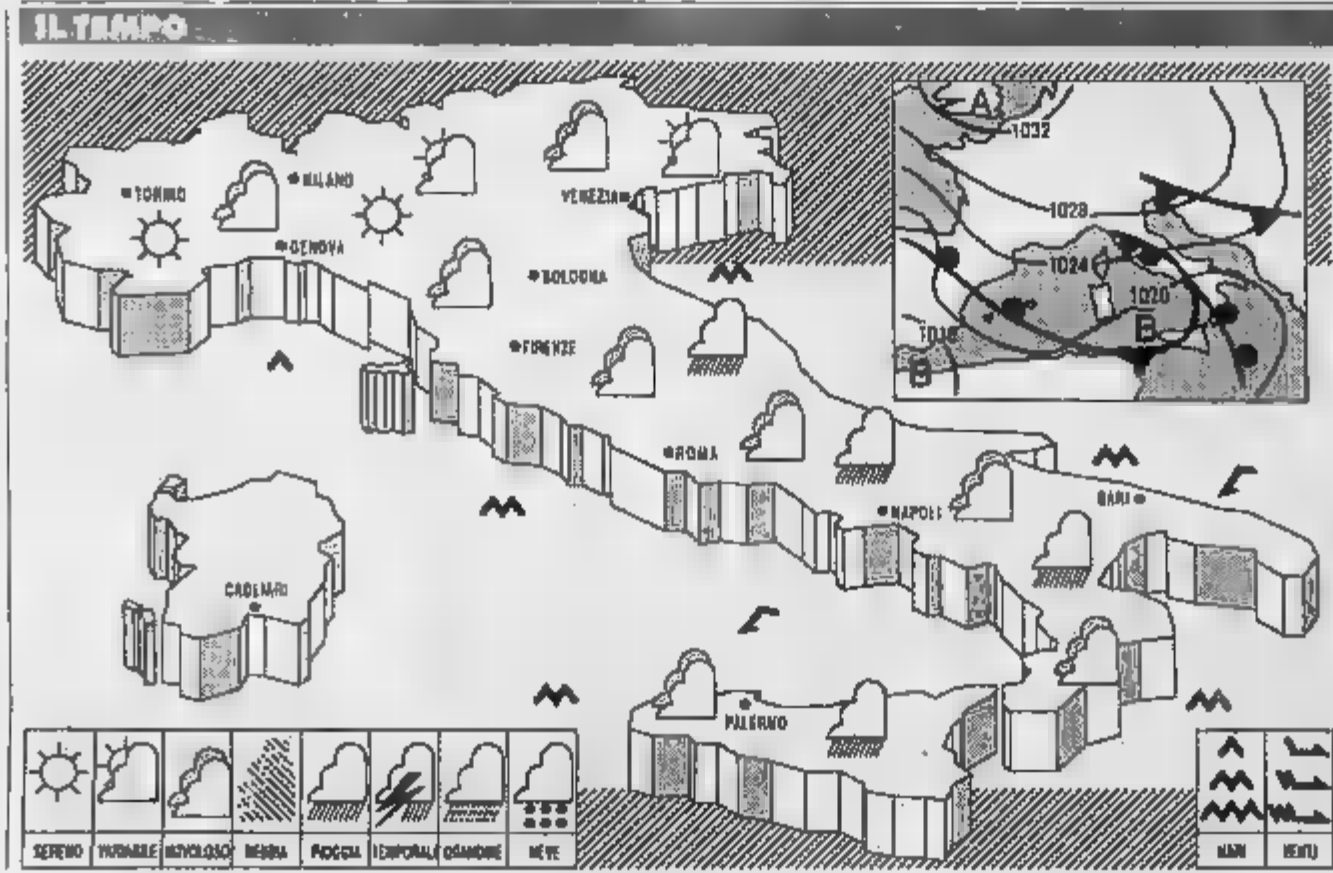 IL TEMPO
A
1032
TORINO
MILANO
VENEZIA
1028
GENOVA
BOLOGNA
1024
1020
FIRENZE
B
B
ROMA
NAPOLI
BARI
CAGLIARI
PALERMO
SERENO VARIABILE NUVOLOSO NEBBIA PIOGGIA TEMPORALE NEVE
MARI VENTI